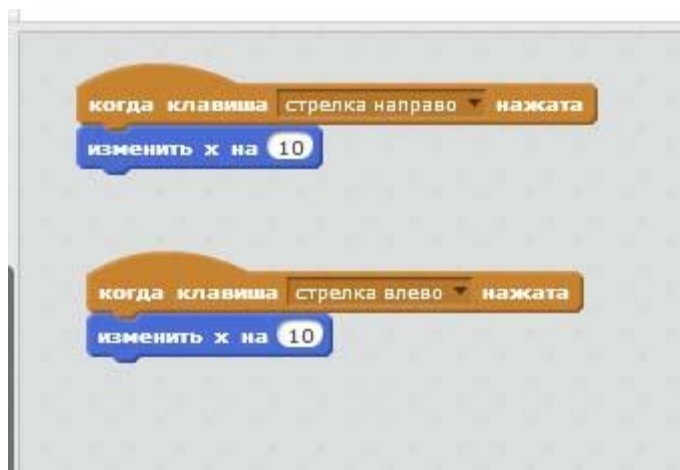 когда клавиша стрелка направо нажата
изменить х на 10
когда клавиша стрелка влево нажата
изменить х на 10